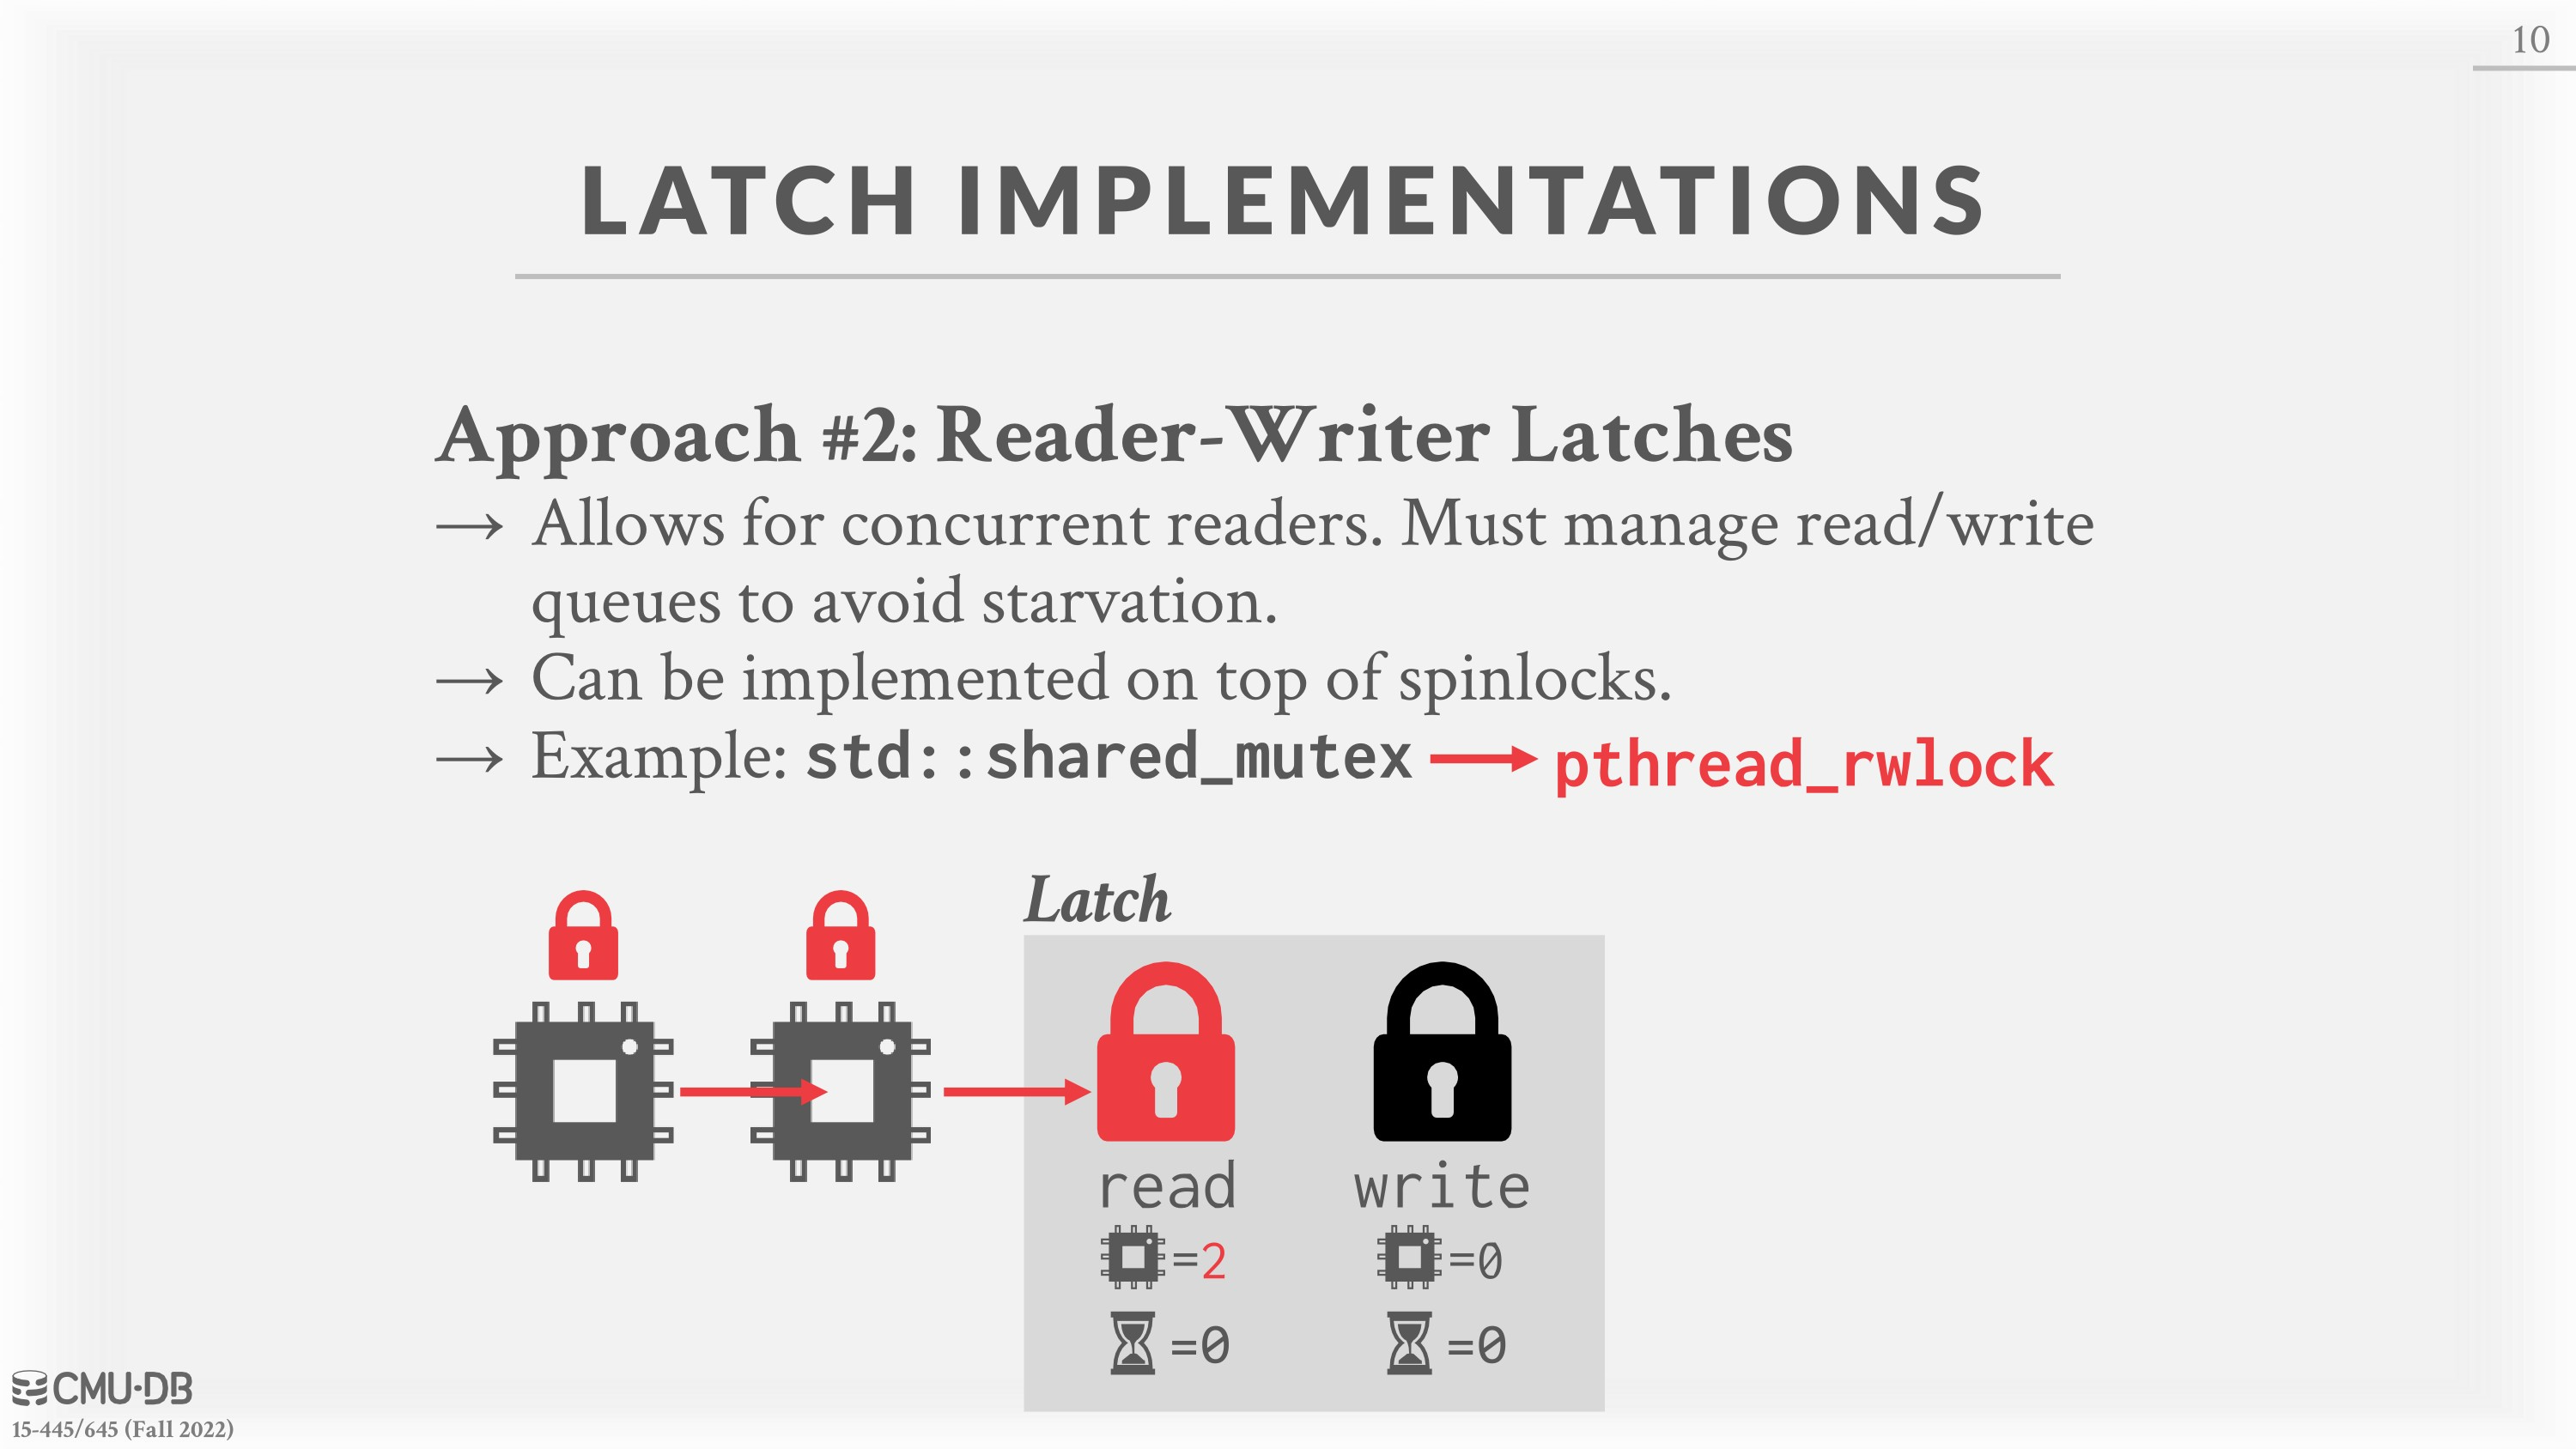 10
LATCH IMPLEMENTATIONS
Approach #2: Reader-Writer Latches
→ Allows for concurrent readers. Must manage read/write
queues to avoid starvation.
→ Can be implemented on top of spinlocks.
→ Example: std::shared_mutex → pthread_rwlock
Latch
read write
=2 =0
=0 =0
CMU·DB
15-445/645 (Fall 2022)